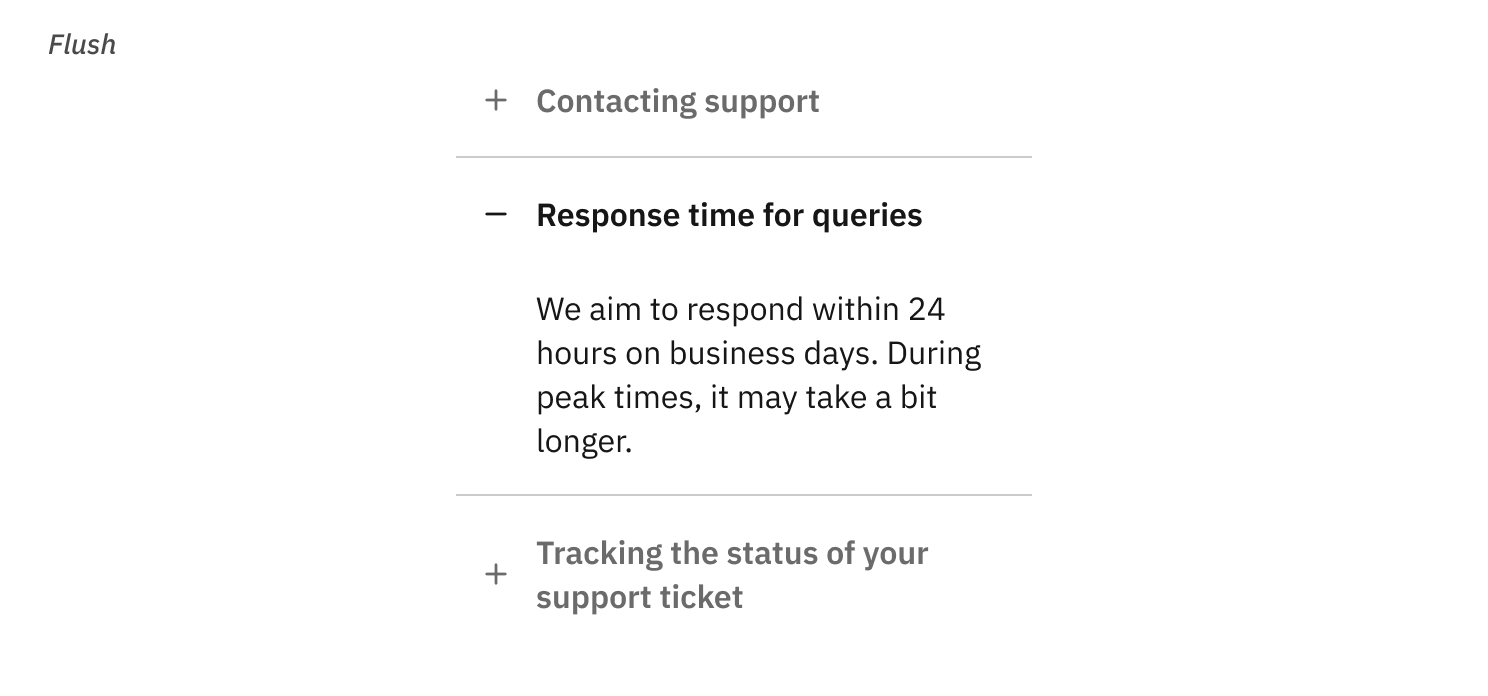 Flush
Contacting support
Response time for queries
We aim to respond within 24
hours on business days. During
peak times, it may take a bit
longer.
Tracking the status of your
support ticket